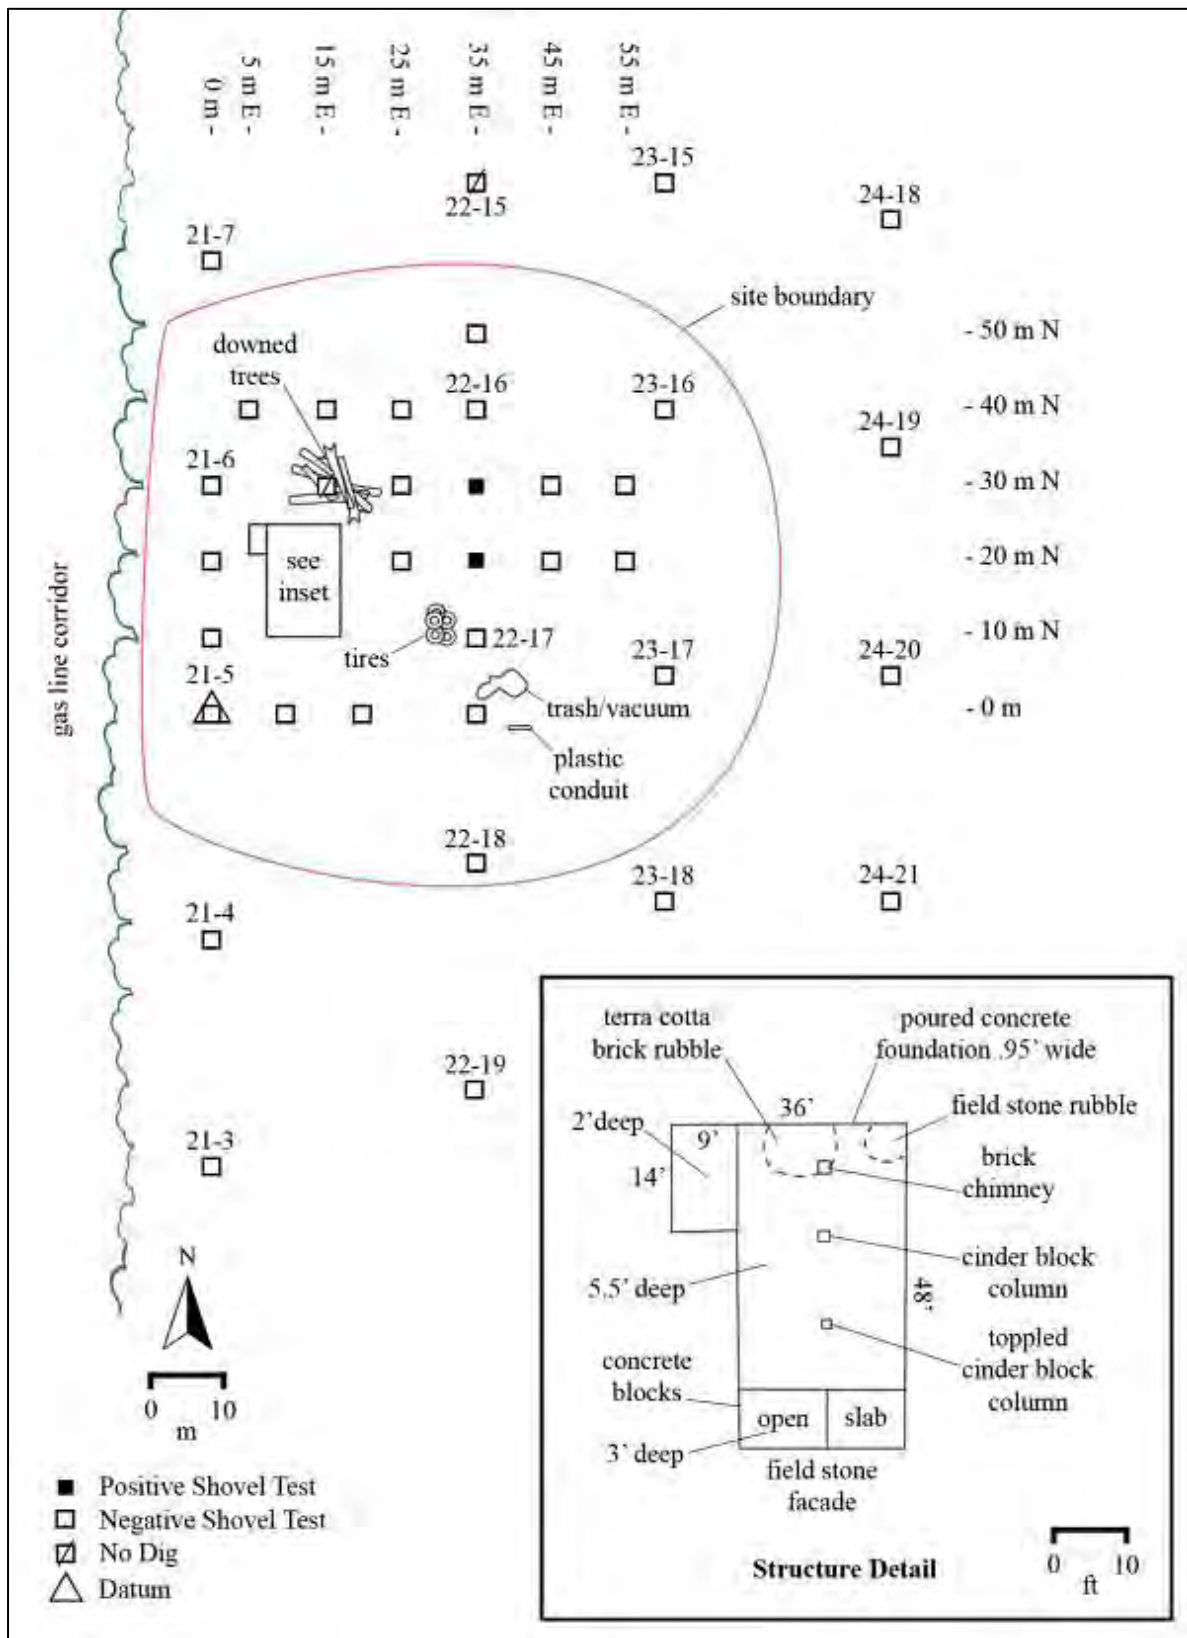 0 m -
5 m E -
15 m E -
25 m E -
35 m E -
45 m E -
55 m E -
23-15
22-15
24-18
21-7
site boundary
- 50 m N
downed
trees
22-16
23-16
- 40 m N
24-19
21-6
- 30 m N
see
inset
- 20 m N
gas line corridor
tires
22-17
- 10 m N
21-5
23-17
24-20
trash/vacuum
- 0 m
plastic
conduit
22-18
23-18
24-21
21-4
22-19
21-3
N
0 10
m
Positive Shovel Test
Negative Shovel Test
No Dig
Datum
terra cotta
brick rubble
poured concrete
foundation .95’ wide
36’
field stone rubble
2’ deep
9’
14’
brick
chimney
cinder block
column
5.5’ deep
48’
toppled
cinder block
column
concrete
blocks
open
slab
3’ deep
field stone
facade
Structure Detail
0 10
ft